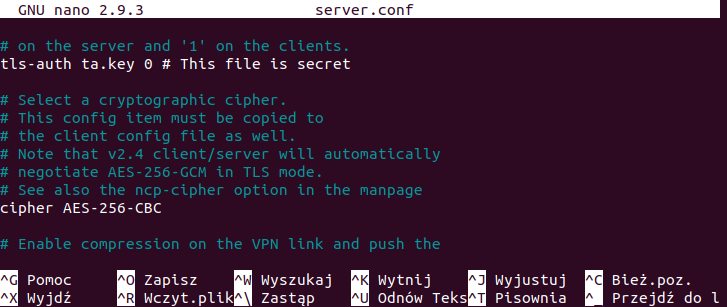 GNU nano 2.9.3 server.conf
# on the server and '1' on the clients.
tls-auth ta.key 0 # This file is secret
# Select a cryptographic cipher.
# This config item must be copied to
# the client config file as well.
# Note that v2.4 client/server will automatically
# negotiate AES-256-GCM in TLS mode.
# See also the ncp-cipher option in the manpage
cipher AES-256-CBC
# Enable compression on the VPN link and push the
^G Pomoc ^O Zapisz ^W Wyszukaj ^K Wytnij ^J Wyjustuj ^C Bież.poz.
^X Wyjdź ^R Wczyt.plik ^\ Zastąp ^U Odnów Teks ^T Pisownia ^_ Przejdź do l